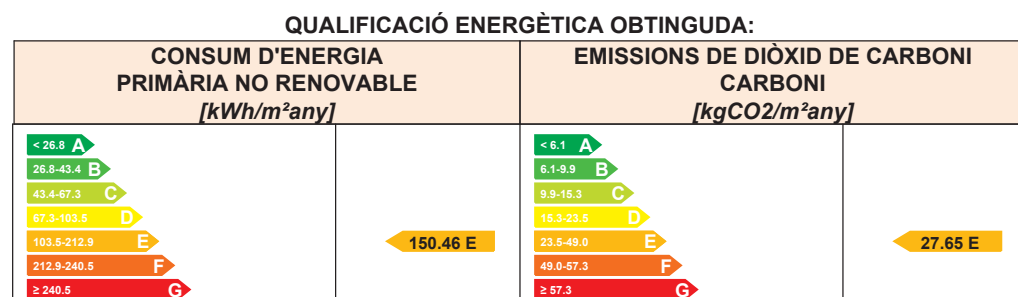 QUALIFICACIÓ ENERGÈTICA OBTINGUDA:
CONSUM D'ENERGIA
PRIMÀRIA NO RENOVABLE
[kWh/m²any]
EMISSIONS DE DIÒXID DE CARBONI
CARBONI
[kgCO2/m²any]
< 26.8 A
26.8-43.4 B
43.4-67.3 C
67.3-103.5 D
103.5-212.9 E
212.9-240.5 F
≥ 240.5 G
150.46 E
< 6.1 A
6.1-9.9 B
9.9-15.3 C
15.3-23.5 D
23.5-49.0 E
49.0-57.3 F
≥ 57.3 G
27.65 E